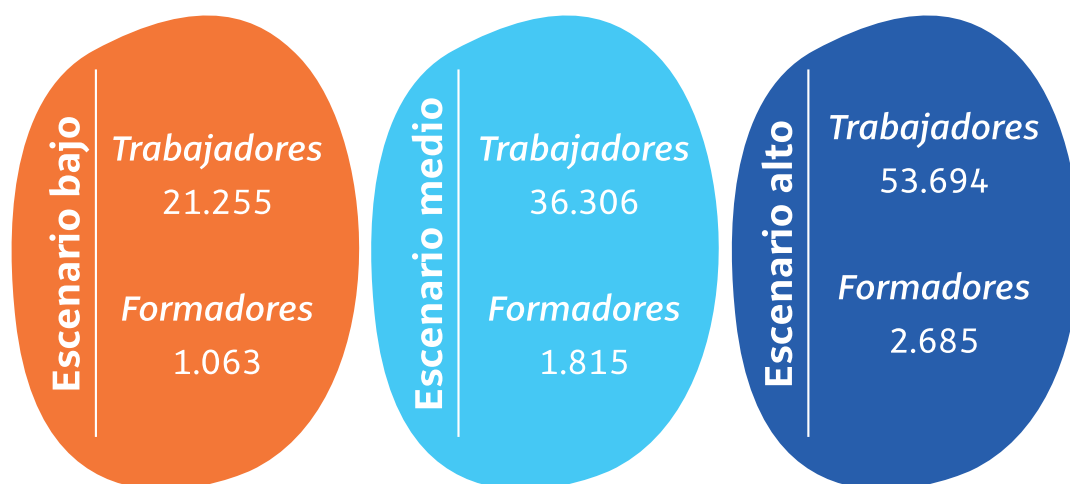 Escenario bajo
Trabajadores
21.255
Formadores
1.063
Escenario medio
Trabajadores
36.306
Formadores
1.815
Escenario alto
Trabajadores
53.694
Formadores
2.685